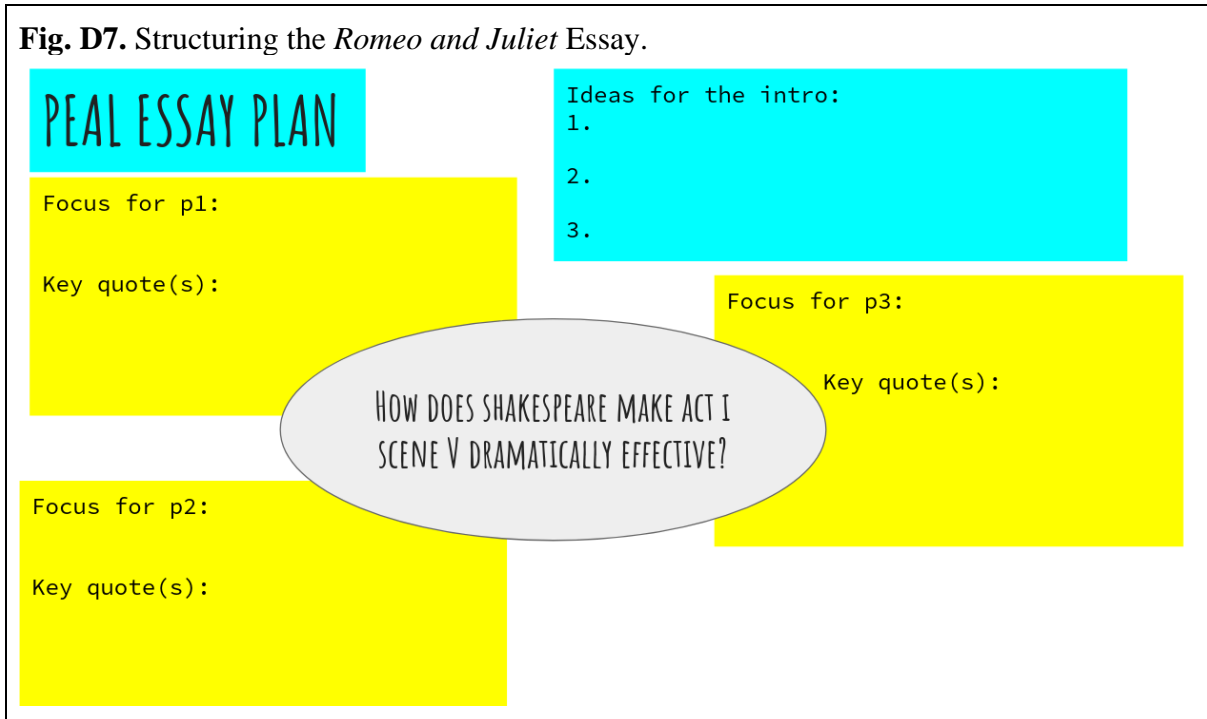 Fig. D7. Structuring the Romeo and Juliet Essay.
PEAL ESSAY PLAN
Ideas for the intro:
1.
2.
3.
Focus for p1:
Key quote(s):
Focus for p3:
Key quote(s):
HOW DOES SHAKESPEARE MAKE ACT I
SCENE V DRAMATICALLY EFFECTIVE?
Focus for p2:
Key quote(s):